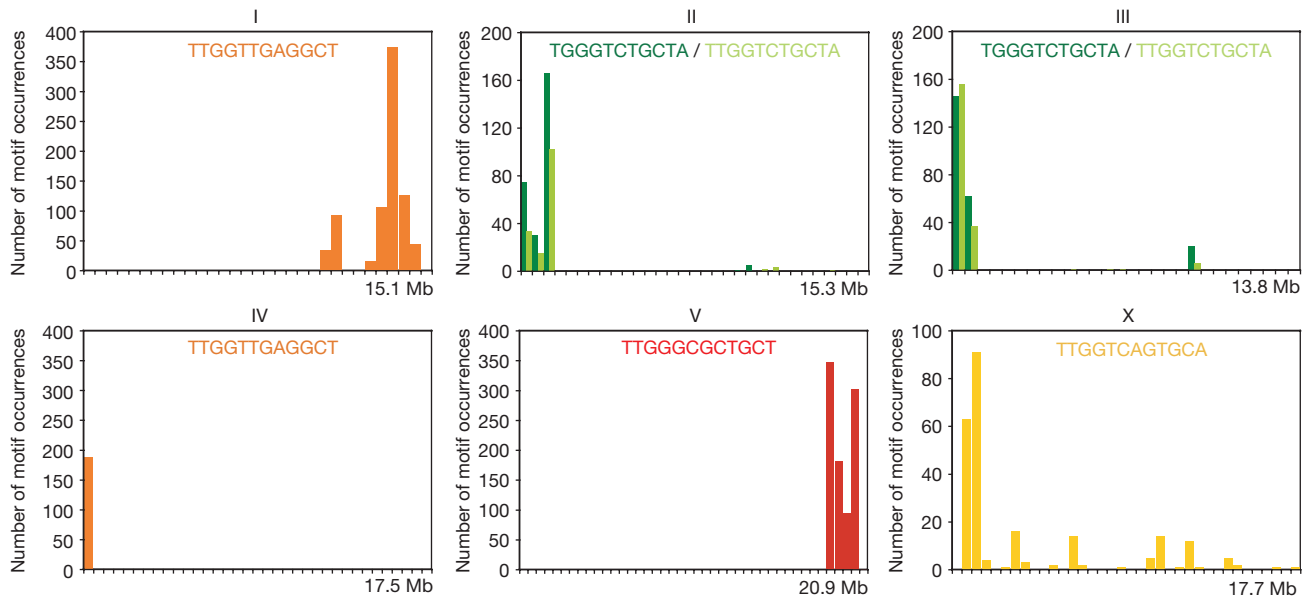 I
Number of motif occurrences
400
350
300
250
200
150
100
50
0
TTGGTTGAGGCT
15.1 Mb
II
Number of motif occurrences
200
160
120
80
40
0
TGGGTCTGCTA / TTGGTCTGCTA
15.3 Mb
III
Number of motif occurrences
200
160
120
80
40
0
TGGGTCTGCTA / TTGGTCTGCTA
13.8 Mb
IV
Number of motif occurrences
400
350
300
250
200
150
100
50
0
TTGGTTGAGGCT
17.5 Mb
V
Number of motif occurrences
400
350
300
250
200
150
100
50
0
TTGGGCGCTGCT
20.9 Mb
X
Number of motif occurrences
100
80
60
40
20
0
TTGGTCAGTGCA
17.7 Mb